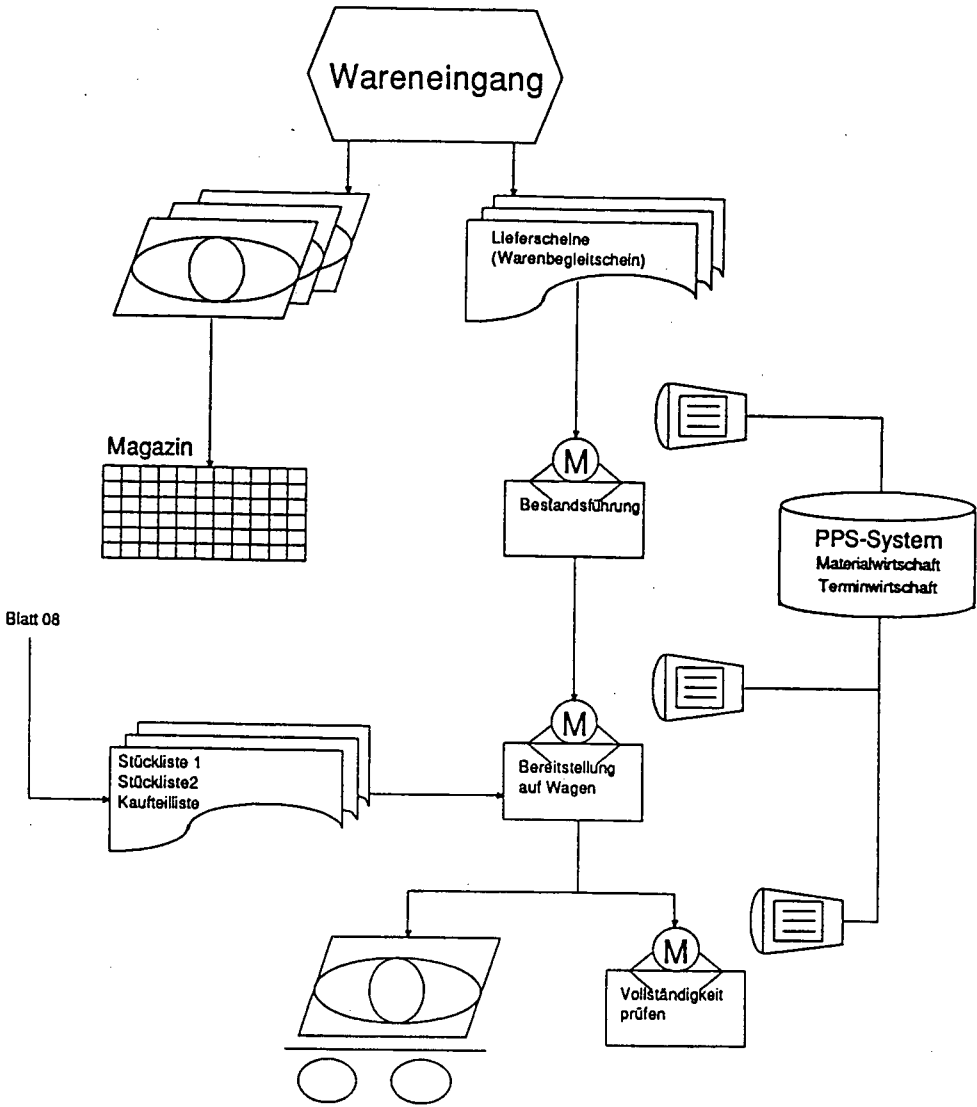 Wareneingang
Lieferscheine
(Warenbegleitschein)
Magazin
M
Bestandsführung
PPS-System
Materialwirtschaft
Terminwirtschaft
Blatt 08
M
Stückliste 1
Stückliste2
Kaufteilliste
Bereitstellung
auf Wagen
M
Vollständigkeit
prüfen